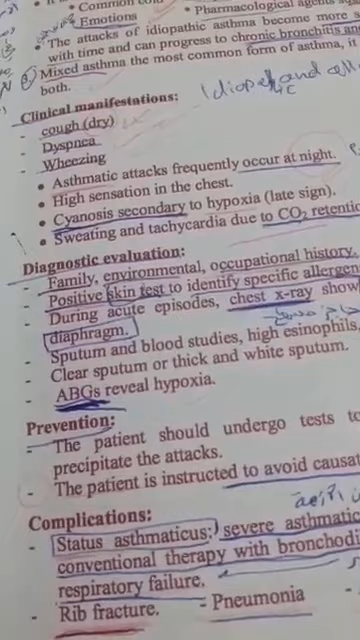 Common cold
Pharmacological agents
Emotions
The attacks of idiopathic asthma become more
with time and can progress to chronic bronchitis and
Mixed asthma the most common form of asthma, it
both.
Idiopathic and
Clinical manifestations:
- cough (dry)
- Dyspnea
- Wheezing
• Asthmatic attacks frequently occur at night.
• High sensation in the chest.
• Cyanosis secondary to hypoxia (late sign).
• Sweating and tachycardia due to CO2
Diagnostic evaluation:
- Family, environmental, occupational history.
- Positive skin test to identify specific allergen
- During acute episodes, chest x-ray show
diaphragm.
- Sputum and blood studies, high esinophils,
- Clear sputum or thick and white sputum.
- ABGs reveal hypoxia.
Prevention:
- The patient should undergo tests to
precipitate the attacks.
- The patient is instructed to avoid
Complications:
- Status asthmaticus: severe
conventional therapy with
respiratory failure.
- Rib fracture. - Pneumonia -